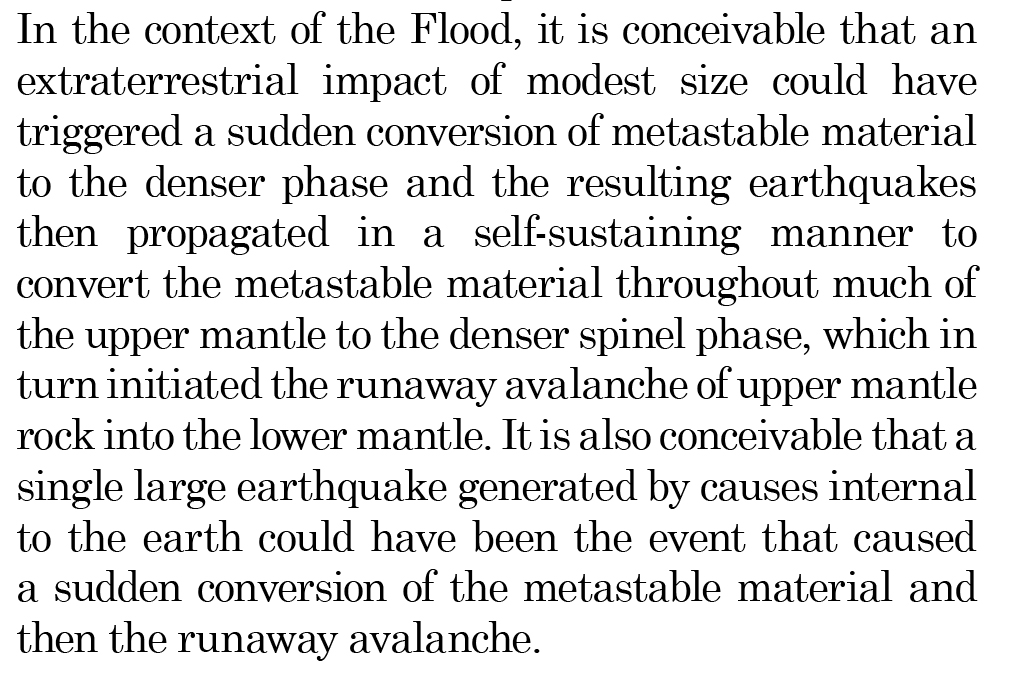 In the context of the Flood, it is conceivable that an
extraterrestrial impact of modest size could have
triggered a sudden conversion of metastable material
to the denser phase and the resulting earthquakes
then propagated in a self-sustaining manner to
convert the metastable material throughout much of
the upper mantle to the denser spinel phase, which in
turn initiated the runaway avalanche of upper mantle
rock into the lower mantle. It is also conceivable that a
single large earthquake generated by causes internal
to the earth could have been the event that caused
a sudden conversion of the metastable material and
then the runaway avalanche.